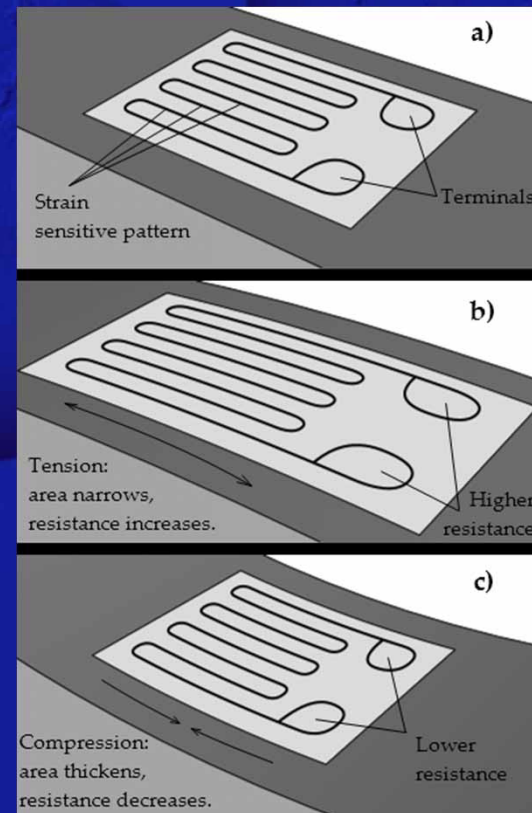 a)
Strain
sensitive pattern
Terminals
b)
Tension:
area narrows,
resistance increases.
Higher
resistance
c)
Compression:
area thickens,
resistance decreases.
Lower
resistance